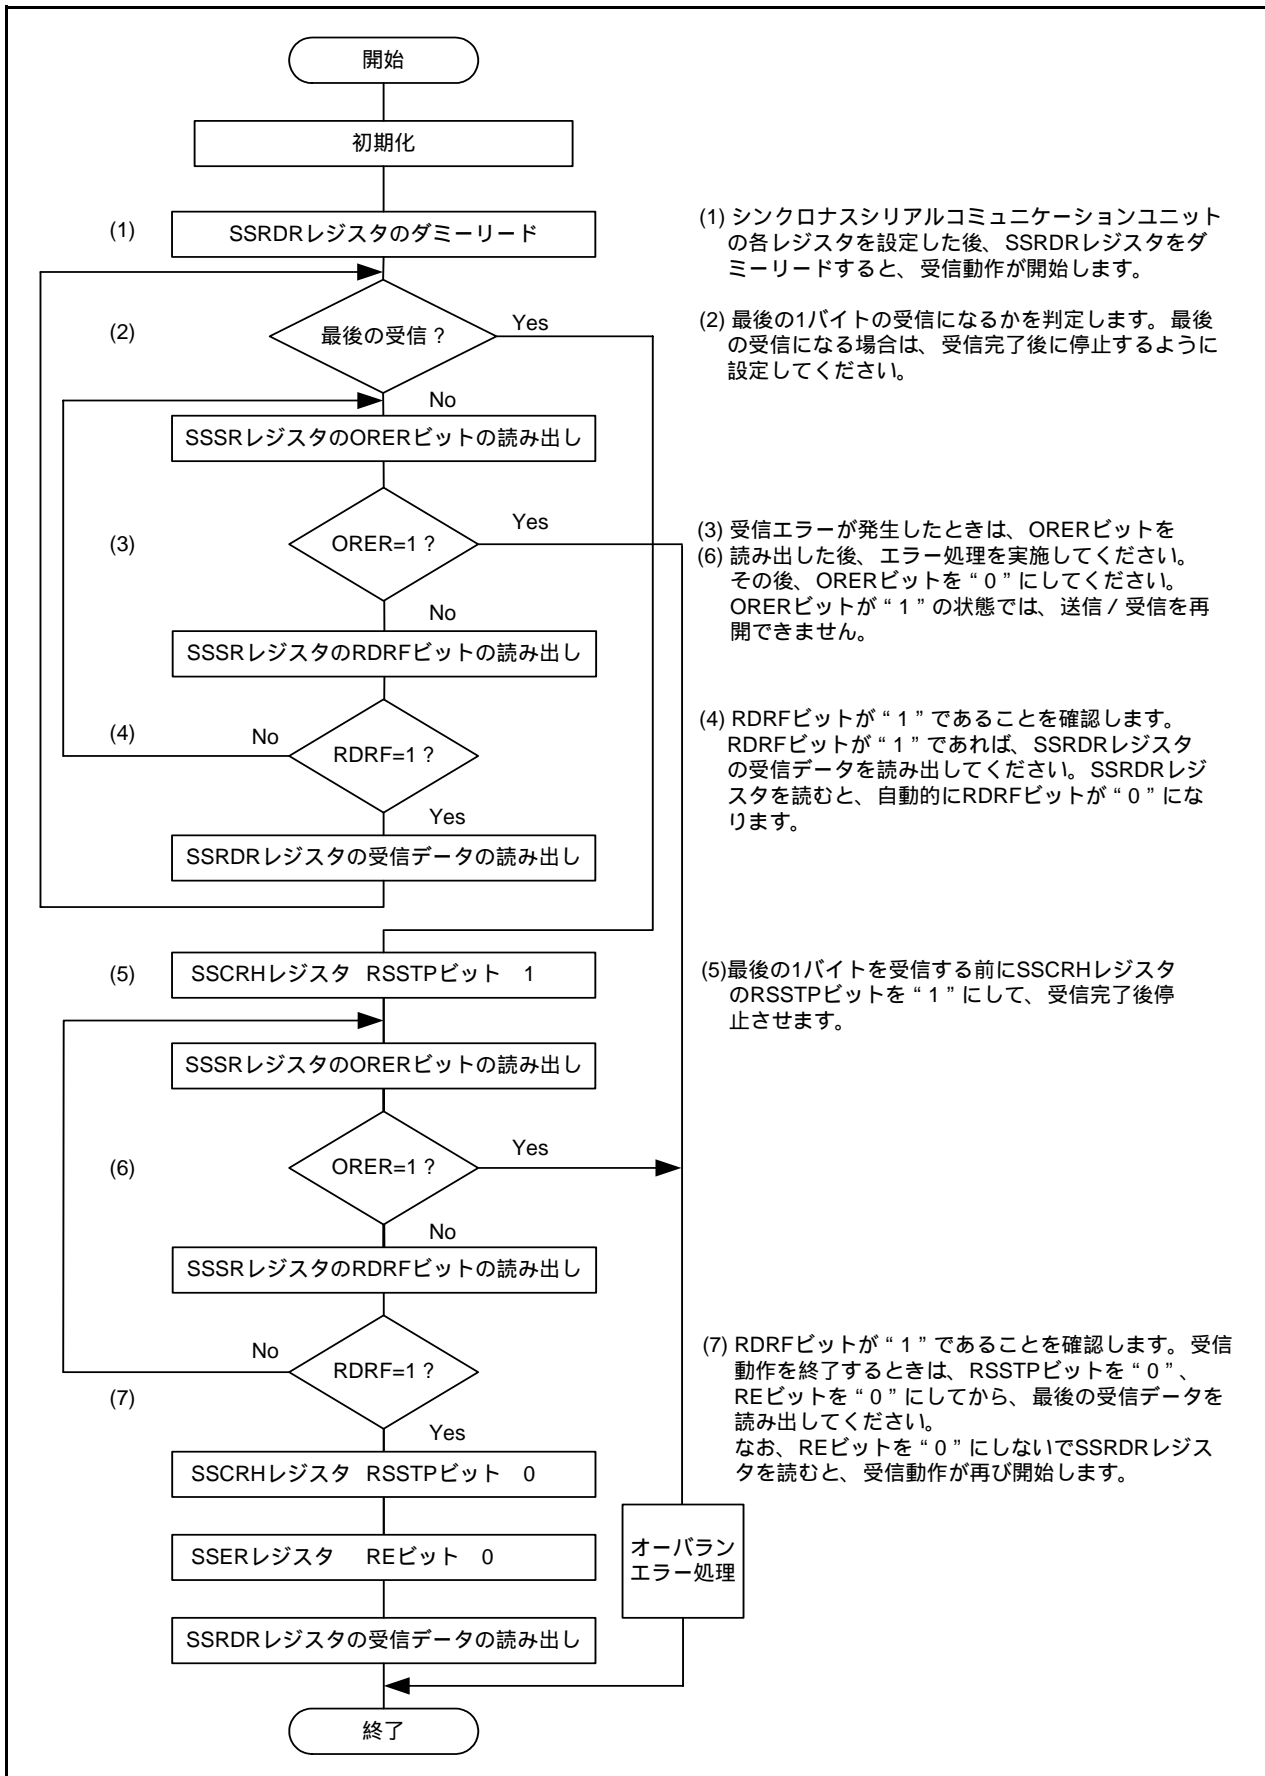 開始
初期化
(1)
SSRDRレジスタのダミーリード
(1) シンクロナスシリアルコミュニケーションユニット
の各レジスタを設定した後、SSRDRレジスタをダ
ミーリードすると、受信動作が開始します。
(2)
最後の受信?
Yes
No
(2) 最後の1バイトの受信になるかを判定します。最後
の受信になる場合は、受信完了後に停止するように
設定してください。
SSSRレジスタのORERビットの読み出し
(3)
ORER=1?
Yes
No
(3) 受信エラーが発生したときは、ORERビットを
(6) 読み出した後、エラー処理を実施してください。
その後、ORERビットを“0”にしてください。
ORERビットが“1”の状態では、送信/受信を再
開できません。
SSSRレジスタのRDRFビットの読み出し
(4)
No
RDRF=1?
Yes
(4) RDRFビットが“1”であることを確認します。
RDRFビットが“1”であれば、SSRDRレジスタ
の受信データを読み出してください。SSRDRレジ
スタを読むと、自動的にRDRFビットが“0”にな
ります。
SSRDRレジスタの受信データの読み出し
(5)
SSCRHレジスタ RSSTPビット 1
(5)最後の1バイトを受信する前にSSCRHレジスタ
のRSSTPビットを“1”にして、受信完了後停
止させます。
SSSRレジスタのORERビットの読み出し
(6)
ORER=1?
Yes
No
SSSRレジスタのRDRFビットの読み出し
No
RDRF=1?
(7)
Yes
(7) RDRFビットが“1”であることを確認します。受信
動作を終了するときは、RSSTPビットを“0”、
REビットを“0”にしてから、最後の受信データを
読み出してください。
なお、REビットを“0”にしないでSSRDRレジス
タを読むと、受信動作が再び開始します。
SSCRHレジスタ RSSTPビット 0
SSERレジスタ REビット 0
オーバラン
エラー処理
SSRDRレジスタの受信データの読み出し
終了